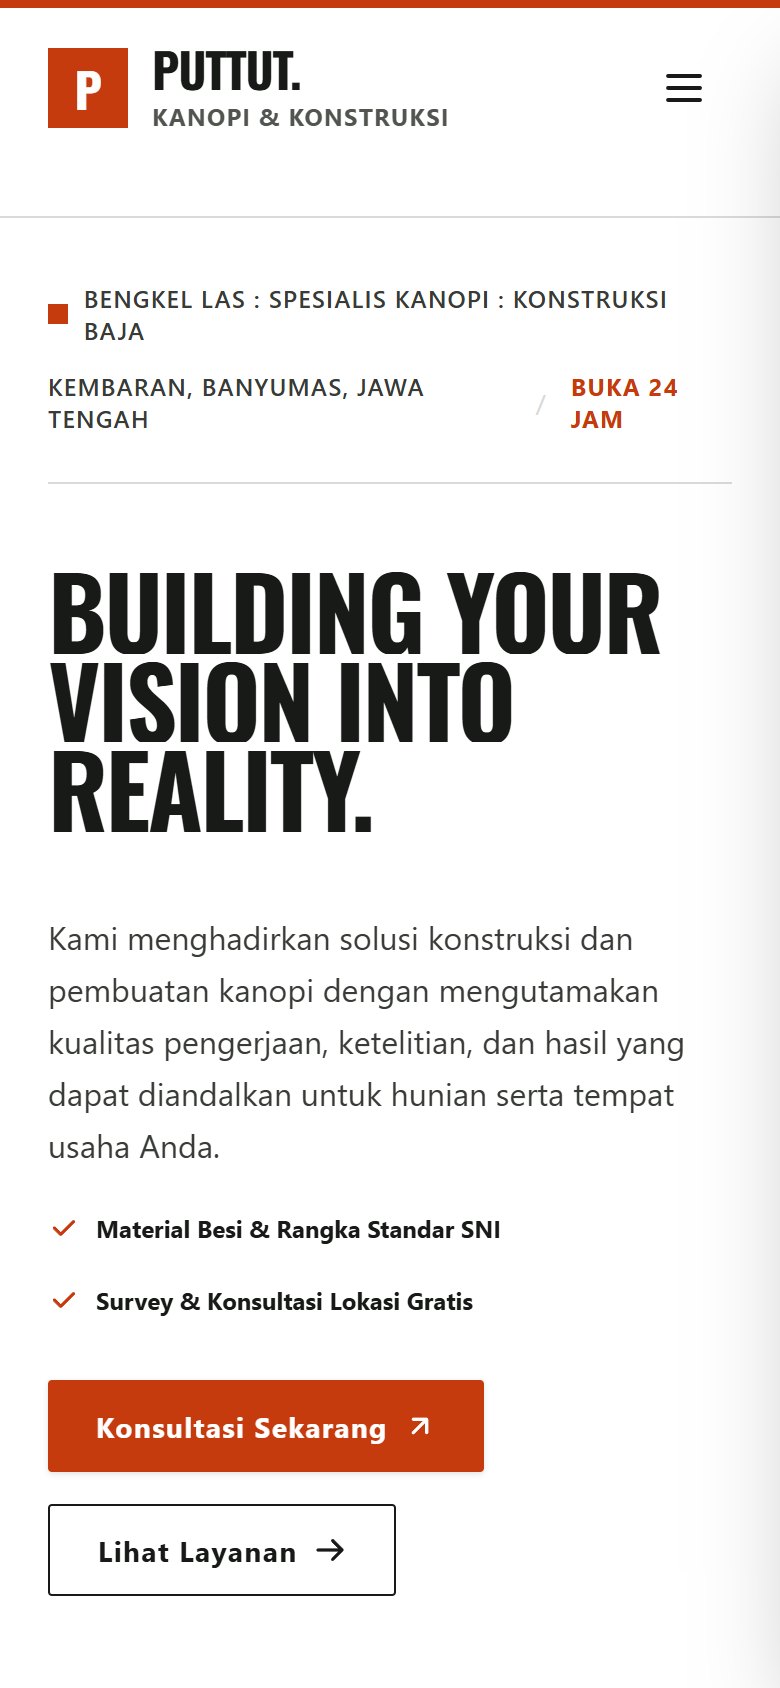 P
PUTTUT.
KANOPI & KONSTRUKSI
BENGKEL LAS : SPESIALIS KANOPI : KONSTRUKSI
BAJA
KEMBARAN, BANYUMAS, JAWA
TENGAH
/
BUKA 24
JAM
BUILDING YOUR
VISION INTO
REALITY.
Kami menghadirkan solusi konstruksi dan
pembuatan kanopi dengan mengutamakan
kualitas pengerjaan, ketelitian, dan hasil yang
dapat diandalkan untuk hunian serta tempat
usaha Anda.
Material Besi & Rangka Standar SNI
Survey & Konsultasi Lokasi Gratis
Konsultasi Sekarang
Lihat Layanan